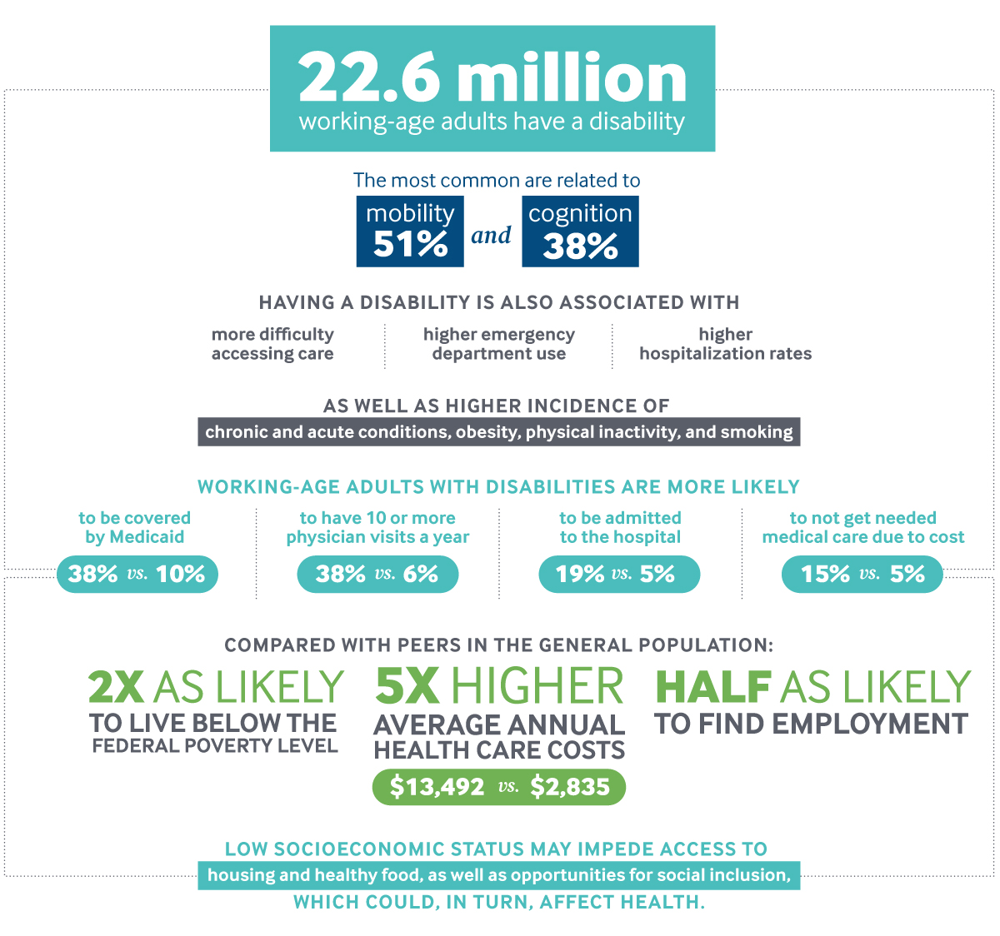 22.6 million
working-age adults have a disability
The most common are related to
mobility
51%
and
cognition
38%
HAVING A DISABILITY IS ALSO ASSOCIATED WITH
more difficulty
accessing care
higher emergency
department use
higher
hospitalization rates
AS WELL AS HIGHER INCIDENCE OF
chronic and acute conditions, obesity, physical inactivity, and smoking
WORKING-AGE ADULTS WITH DISABILITIES ARE MORE LIKELY
to be covered
by Medicaid
38% vs. 10%
to have 10 or more
physician visits a year
38% vs. 6%
to be admitted
to the hospital
19% vs. 5%
to not get needed
medical care due to cost
15% vs. 5%
COMPARED WITH PEERS IN THE GENERAL POPULATION:
2X AS LIKELY
TO LIVE BELOW THE
FEDERAL POVERTY LEVEL
5X HIGHER
AVERAGE ANNUAL
HEALTH CARE COSTS
$13,492 vs. $2,835
HALF AS LIKELY
TO FIND EMPLOYMENT
LOW SOCIOECONOMIC STATUS MAY IMPEDE ACCESS TO
housing and healthy food, as well as opportunities for social inclusion,
WHICH COULD, IN TURN, AFFECT HEALTH.